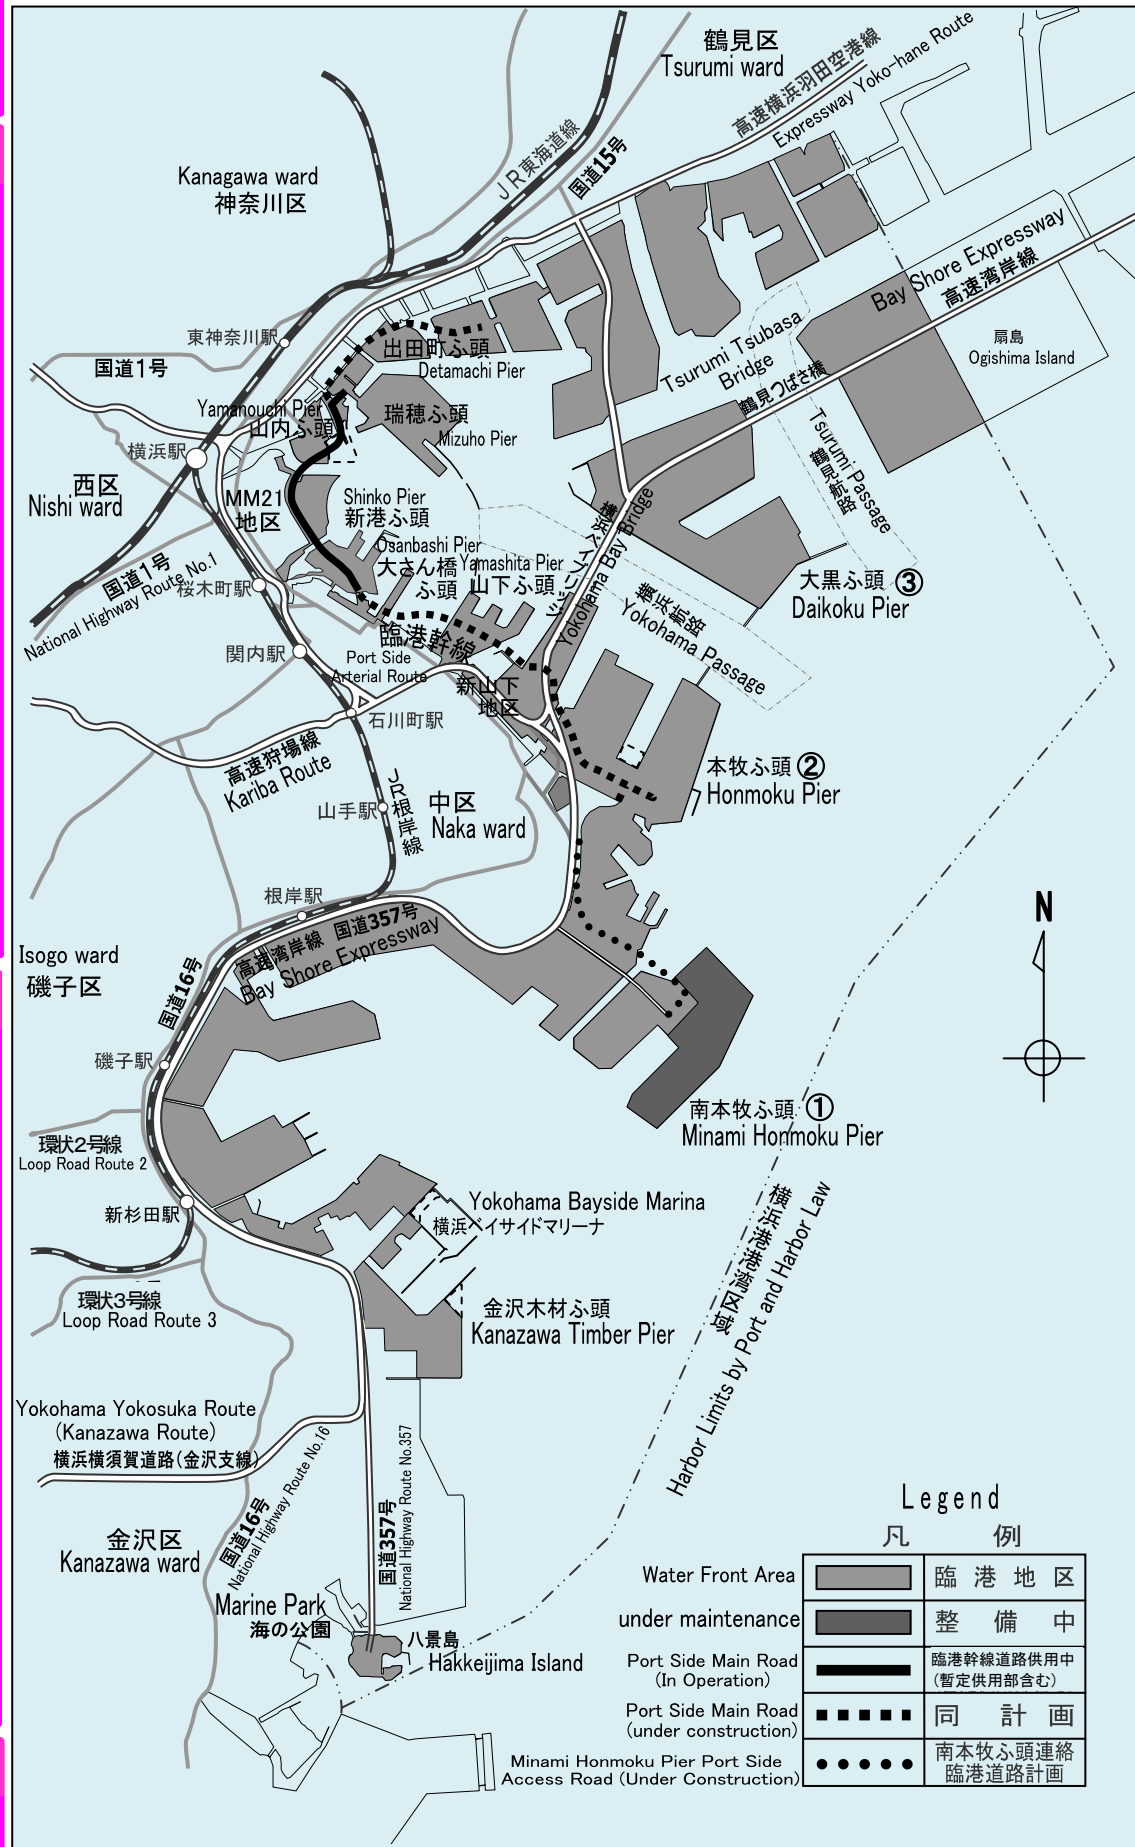 鶴見区
Tsurumi ward
高速横浜羽田空港線
Expressway Yoko-hane Route
JR東海道線
国道15号
Kanagawa ward
神奈川区
Bay Shore Expressway
高速湾岸線
東神奈川駅
国道1号
出田町ふ頭
Detamachi Pier
Tsurumi Tsubasa
Bridge
鶴見つばさ橋
扇島
Ogishima Island
Yamanouchi Pier
山内ふ頭
瑞穂ふ頭
Mizuho Pier
Tsurumi Passage
鶴見航路
横浜駅
西区
Nishi ward
MM21
地区
Shinko Pier
新港ふ頭
Osanbashi Pier
大さん橋
ふ頭
Yamashita Pier
山下ふ頭
横浜ベイブリッジ
Yokohama Bay Bridge
横浜航路
Yokohama Passage
大黒ふ頭 ③
Daikoku Pier
国道1号
National Highway Route No.1
桜木町駅
関内駅
臨港幹線
Port Side
Arterial Route
新山下
地区
石川町駅
高速狩場線
Kariba Route
JR根岸線
山手駅
中区
Naka ward
本牧ふ頭 ②
Honmoku Pier
根岸駅
高速湾岸線 国道357号
Bay Shore Expressway
N
Isogo ward
磯子区
国道16号
磯子駅
南本牧ふ頭 ①
Minami Honmoku Pier
環状2号線
Loop Road Route 2
新杉田駅
Yokohama Bayside Marina
横浜ベイサイドマリーナ
横浜港港湾区域
Harbor Limits by Port and Harbor Law
環状3号線
Loop Road Route 3
金沢木材ふ頭
Kanazawa Timber Pier
Yokohama Yokosuka Route
(Kanazawa Route)
横浜横須賀道路(金沢支線)
国道16号
National Highway Route No.16
国道357号
National Highway Route No.357
金沢区
Kanazawa ward
Marine Park
海の公園
八景島
Hakkeijima Island
Legend
凡 例
Water Front Area 臨港地区
under maintenance 整備中
Port Side Main Road
(In Operation)
臨港幹線道路供用中
(暫定供用部含む)
Port Side Main Road
(under construction)
同 計画
Minami Honmoku Pier Port Side
Access Road (Under Construction)
南本牧ふ頭連絡
臨港道路計画